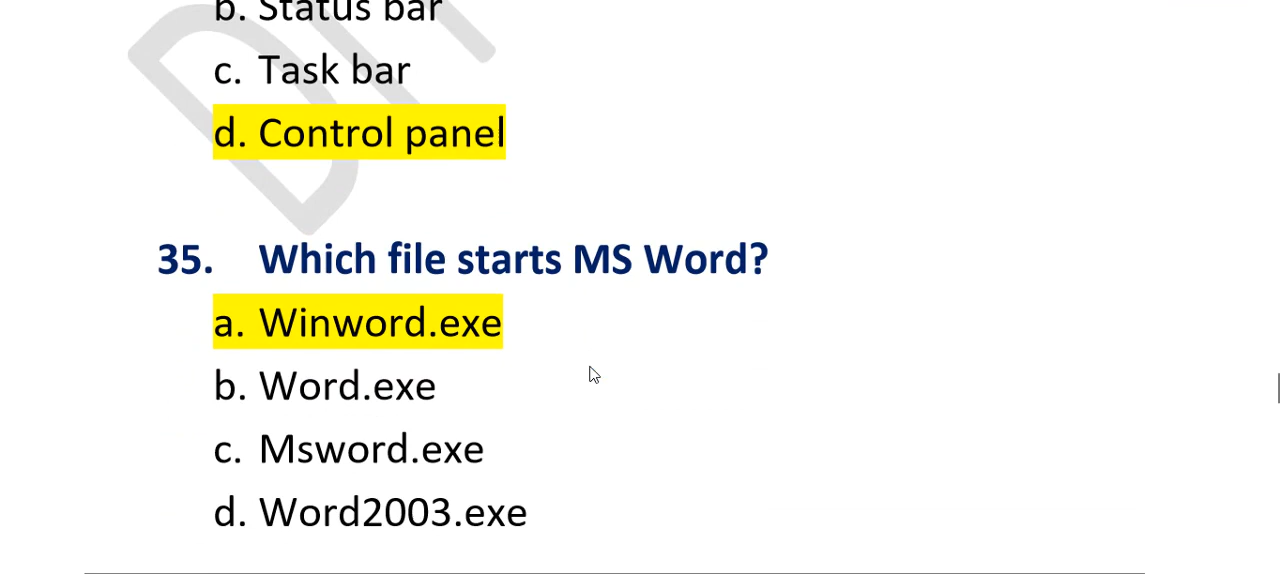 b. Status bar
c. Task bar
d. Control panel
35. Which file starts MS Word?
a. Winword.exe
b. Word.exe
c. Msword.exe
d. Word2003.exe